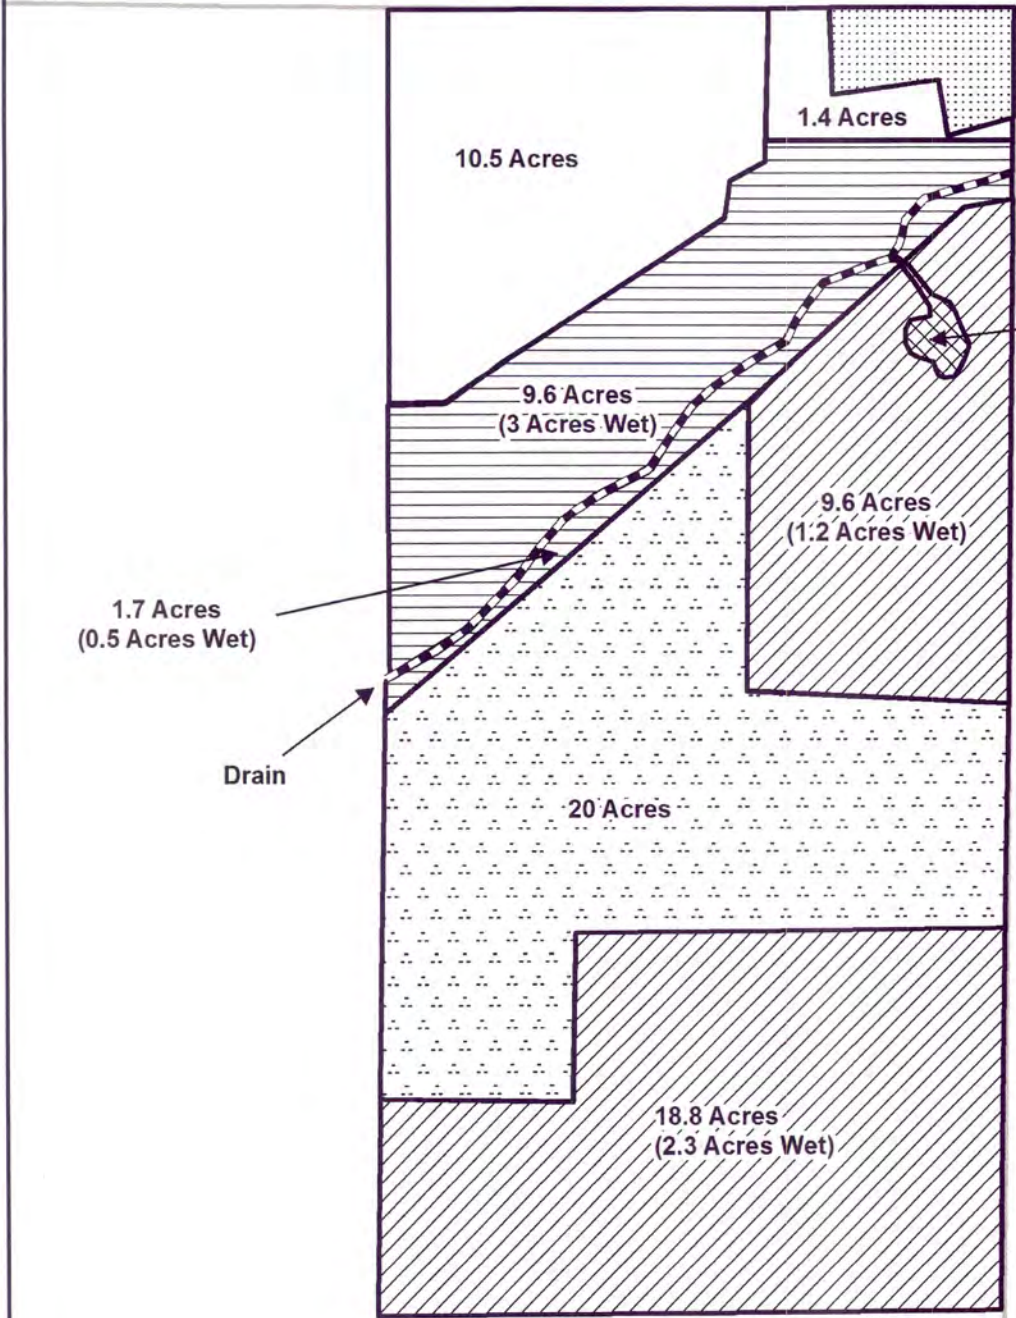 1.4 Acres
10.5 Acres
9.6 Acres
(3 Acres Wet)
9.6 Acres
(1.2 Acres Wet)
1.7 Acres
(0.5 Acres Wet)
Drain
20 Acres
18.8 Acres
(2.3 Acres Wet)